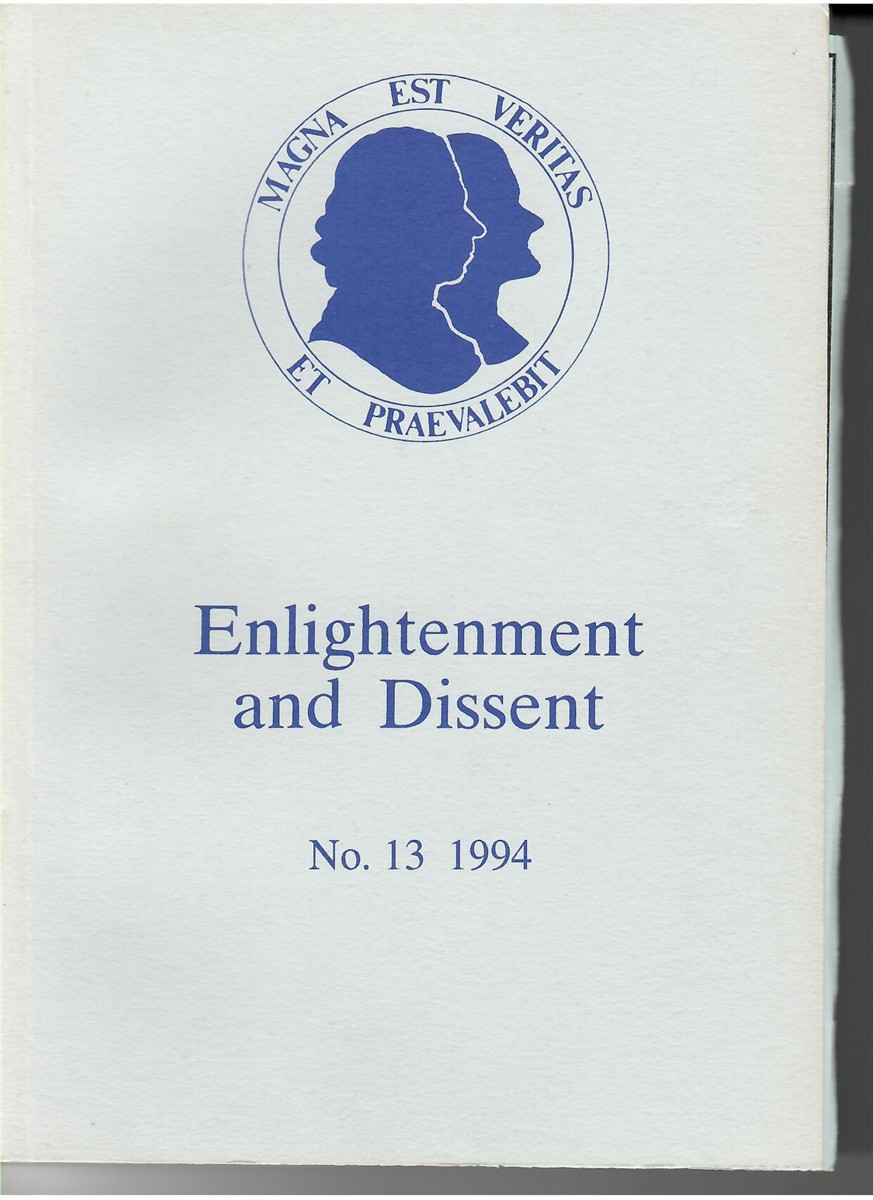 MAGNA EST VERITAS
ET PRAEVALEBIT
Enlightenment
and Dissent
No. 13 1994